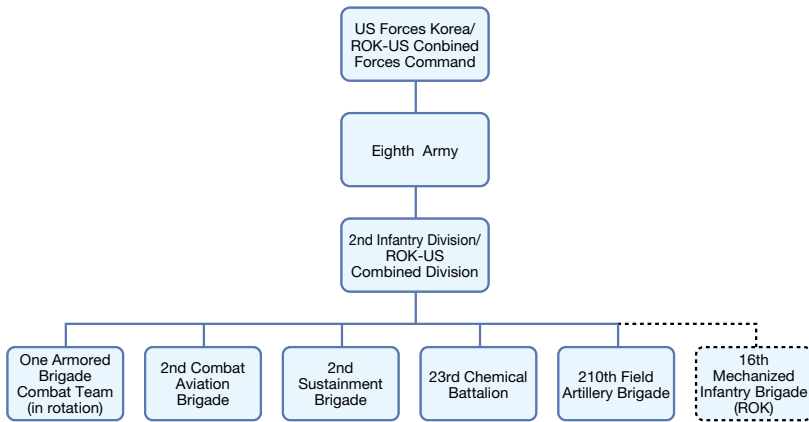 US Forces Korea/
ROK-US Conbined
Forces Command
Eighth Army
2nd Infantry Division/
ROK-US
Combined Division
One Armored
Brigade
Combat Team
(in rotation)
2nd Combat
Aviation
Brigade
2nd
Sustainment
Brigade
23rd Chemical
Battalion
210th Field
Artillery Brigade
16th
Mechanized
Infantry Brigade
(ROK)